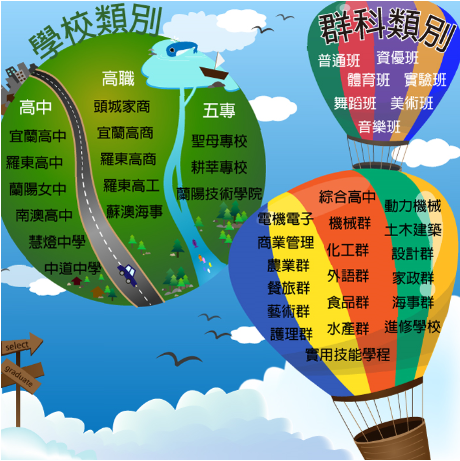 學校類別
高中
宜蘭高中
羅東高中
蘭陽女中
南澳高中
慧燈中學
中道中學
高職
頭城家商
宜蘭高商
羅東高商
羅東高工
蘇澳海事
五專
聖母專校
耕莘專校
蘭陽技術學院
群科類別
普通班 資優班
體育班 實驗班
舞蹈班 美術班
音樂班
綜合高中
電機電子 機械群 動力機械
商業管理 化工群 土木建築
農業群 外語群 設計群
餐旅群 食品群 家政群
藝術群 水產群 海事群
護理群 進修學校
實用技能學程
select
graduate